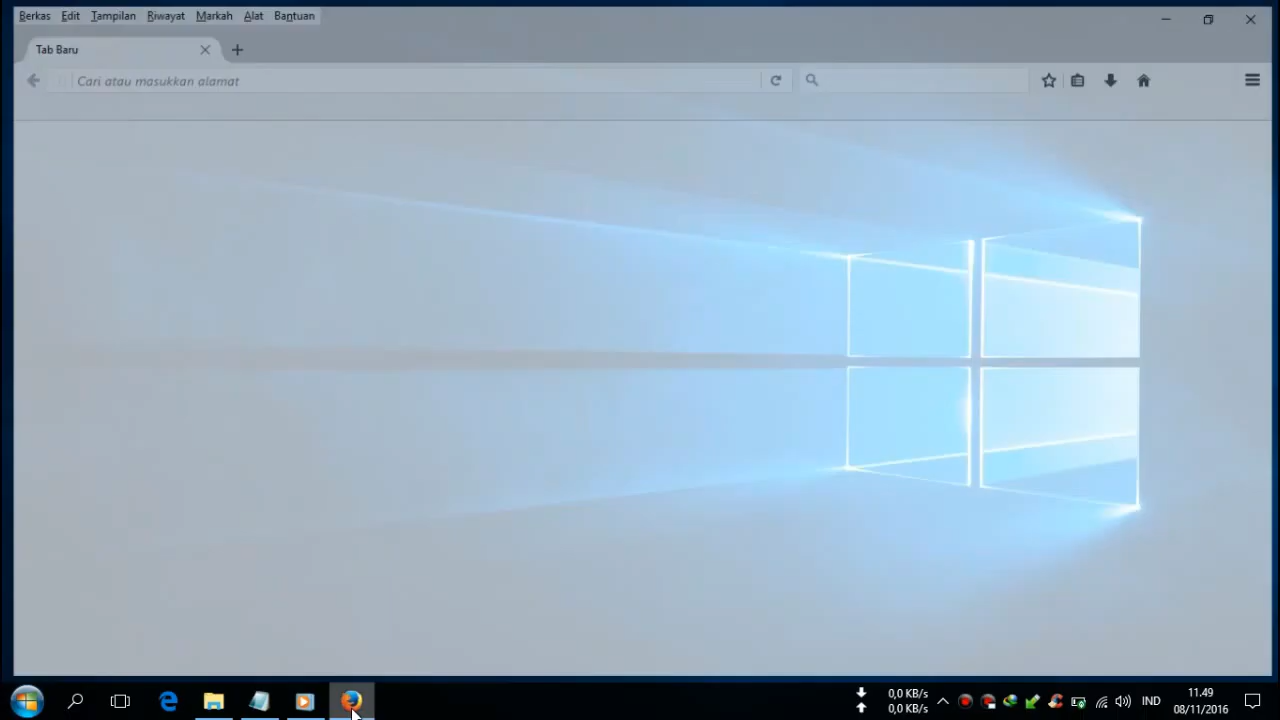 Berkas Edit Tampilan Riwayat Markah Alat Bantuan
Tab Baru
Cari atau masukkan alamat
0,0 KB/s
0,0 KB/s
IND
11.49
08/11/2016